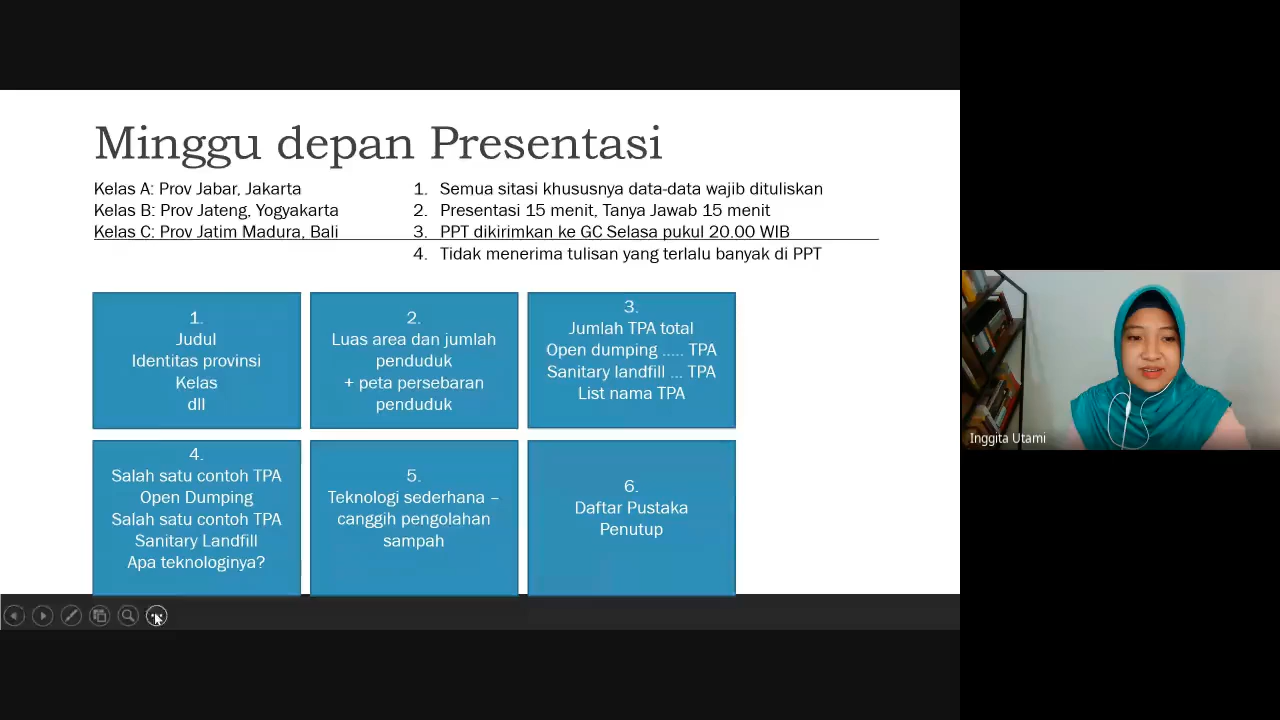 Minggu depan Presentasi
Kelas A: Prov Jabar, Jakarta
Kelas B: Prov Jateng, Yogyakarta
Kelas C: Prov Jatim Madura, Bali
1. Semua sitasi khususnya data-data wajib dituliskan
2. Presentasi 15 menit, Tanya Jawab 15 menit
3. PPT dikirimkan ke GC Selasa pukul 20.00 WIB
4. Tidak menerima tulisan yang terlalu banyak di PPT
1.
Judul
Identitas provinsi
Kelas
dll
2.
Luas area dan jumlah
penduduk
+ peta persebaran
penduduk
3.
Jumlah TPA total
Open dumping ..... TPA
Sanitary landfill ... TPA
List nama TPA
4.
Salah satu contoh TPA
Open Dumping
Salah satu contoh TPA
Sanitary Landfill
Apa teknologinya?
5.
Teknologi sederhana –
canggih pengolahan
sampah
6.
Daftar Pustaka
Penutup
Inggita Utami